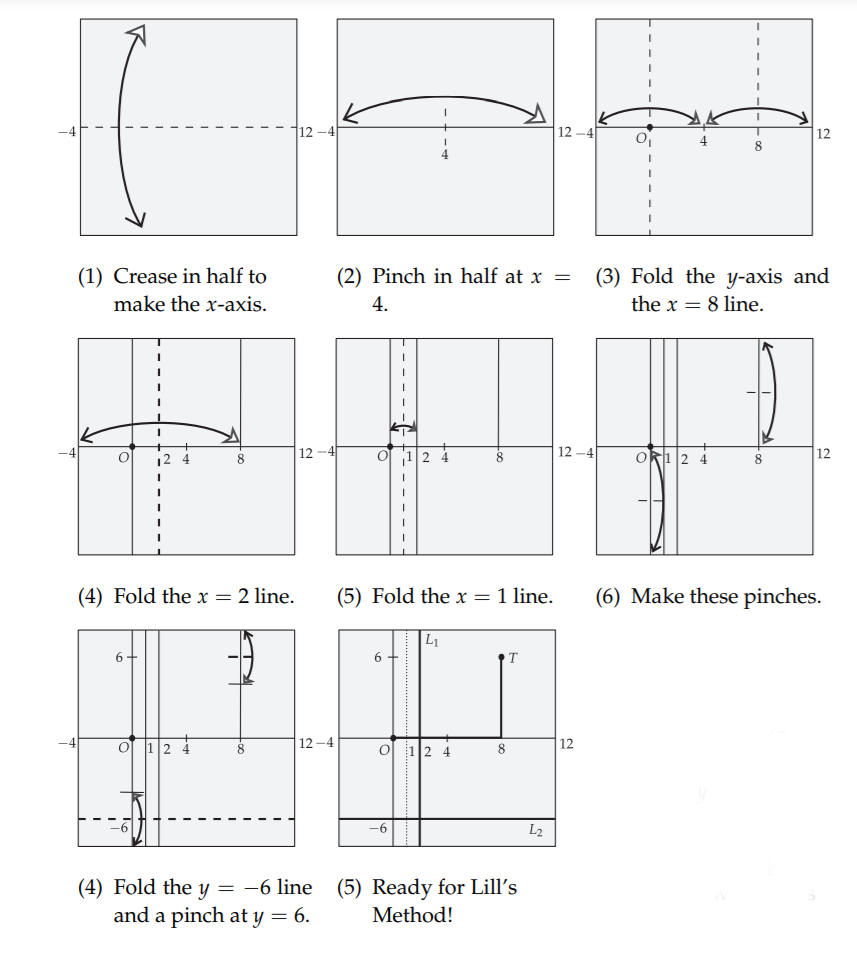 −4 12 −4 12 −4 12
4
O 4 8
(1) Crease in half to
make the x-axis.
(2) Pinch in half at x =
4.
(3) Fold the y-axis and
the x = 8 line.
−4 O 2 4 8 12
−4 O 1 2 4 8 12
−4 O 1 2 4 8 12
(4) Fold the x = 2 line.
(5) Fold the x = 1 line.
(6) Make these pinches.
6
−4 O 1 2 4 8 12
−6
L1
6 T
−4 O 1 2 4 8 12
−6 L2
(4) Fold the y = −6 line
and a pinch at y = 6.
(5) Ready for Lill's
Method!